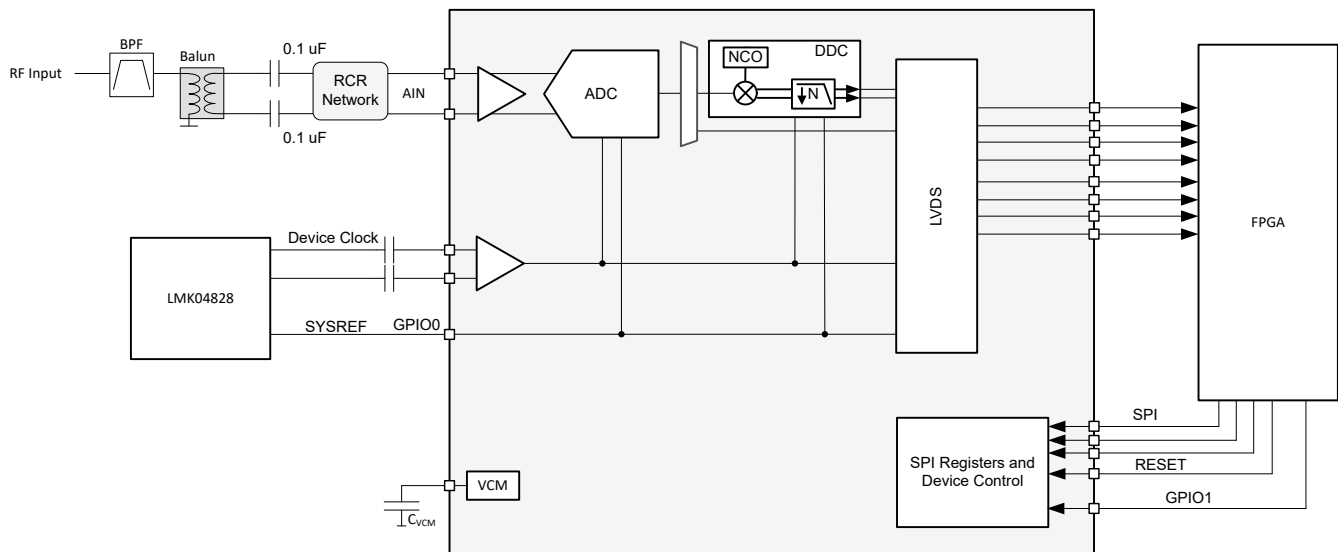 BPF
Balun
0.1 uF
RF Input
RCR
Network
AIN
0.1 uF
ADC
NCO
DDC
N
LVDS
FPGA
Device Clock
LMK04828
SYSREF
GPIO0
SPI
SPI Registers and
Device Control
RESET
GPIO1
VCM
CVCM